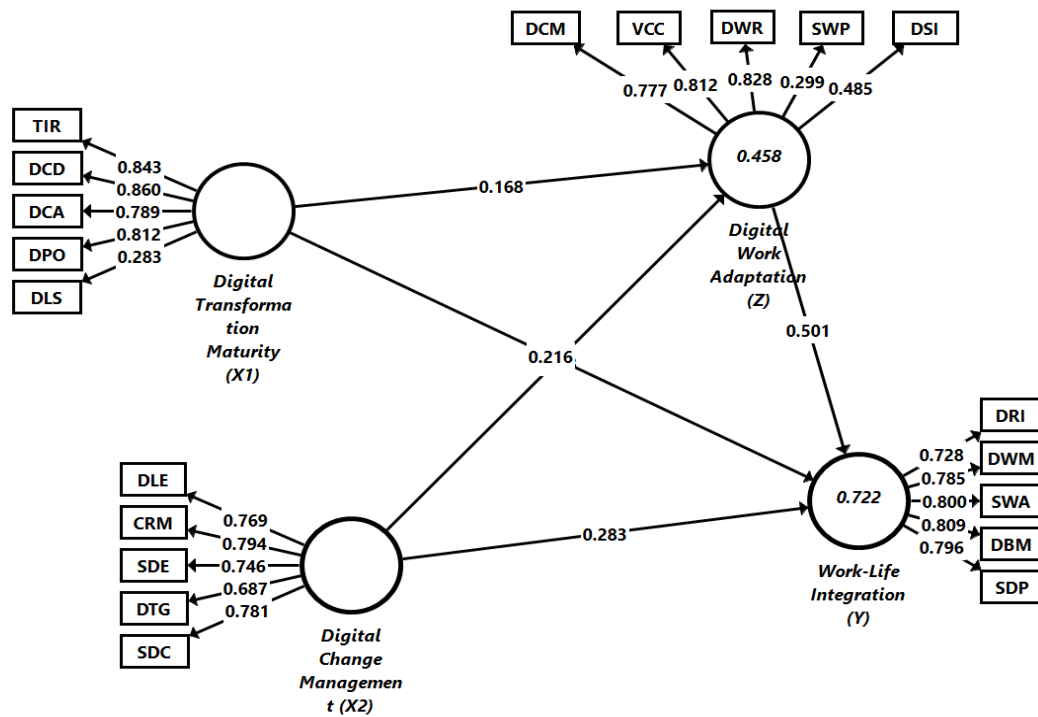 DCM
VCC
DWR
SWP
DSI
0.777
0.812
0.828
0.299
0.485
TIR
DCD
DCA
DPO
DLS
0.843
0.860
0.789
0.812
0.283
Digital
Transforma
tion
Maturity
(X1)
0.168
0.458
Digital
Work
Adaptation
(Z)
0.216
0.501
DLE
CRM
SDE
DTG
SDC
0.769
0.794
0.746
0.687
0.781
Digital
Change
Managemen
t (X2)
0.283
0.722
Work-Life
Integration
(Y)
0.728
0.785
0.800
0.809
0.796
DRI
DWM
SWA
DBM
SDP